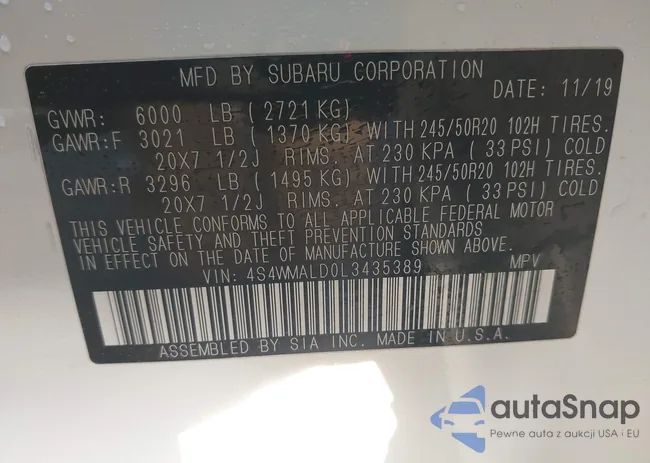 MFD BY SUBARU CORPORATION
DATE: 11/19
GVWR: 6000 LB ( 2721 KG)
GAWR:F 3021 LB ( 1370 KG) WITH 245/50R20 102H TIRES.
20X7 1/2J RIMS. AT 230 KPA ( 33 PSI) COLD
GAWR:R 3296 LB ( 1495 KG) WITH 245/50R20 102H TIRES.
20X7 1/2J RIMS. AT 230 KPA ( 33 PSI) COLD
THIS VEHICLE CONFORMS TO ALL APPLICABLE FEDERAL MOTOR
VEHICLE SAFETY AND THEFT PREVENTION STANDARDS
IN EFFECT ON THE DATE OF MANUFACTURE SHOWN ABOVE.
VIN: 4S4WMALD0L3435389 MPV
ASSEMBLED BY SIA INC. MADE IN U.S.A.
autaSnap
Pewne auta z aukcji USA i EU